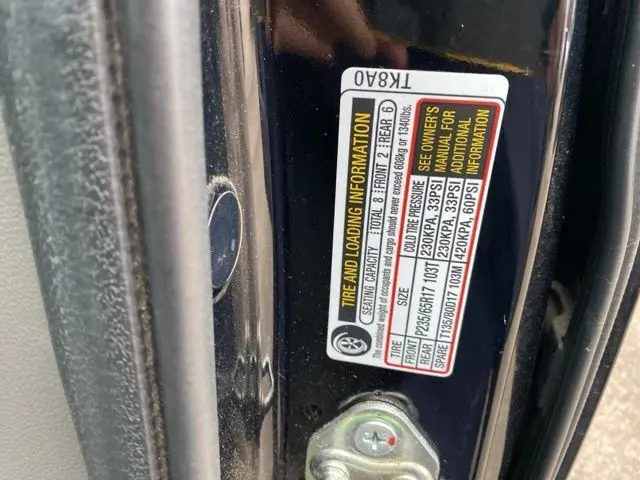 TK8A0
TIRE AND LOADING INFORMATION
SEATING CAPACITY TOTAL 8 FRONT 2 REAR 6
The combined weight of occupants and cargo should never exceed 608kg or 1340lbs.
TIRE SIZE COLD TIRE PRESSURE
FRONT P235/65R17 103T 230KPA, 33PSI
REAR 230KPA, 33PSI
SPARE T135/80D17 103M 420KPA, 60PSI
SEE OWNER'S
MANUAL FOR
ADDITIONAL
INFORMATION